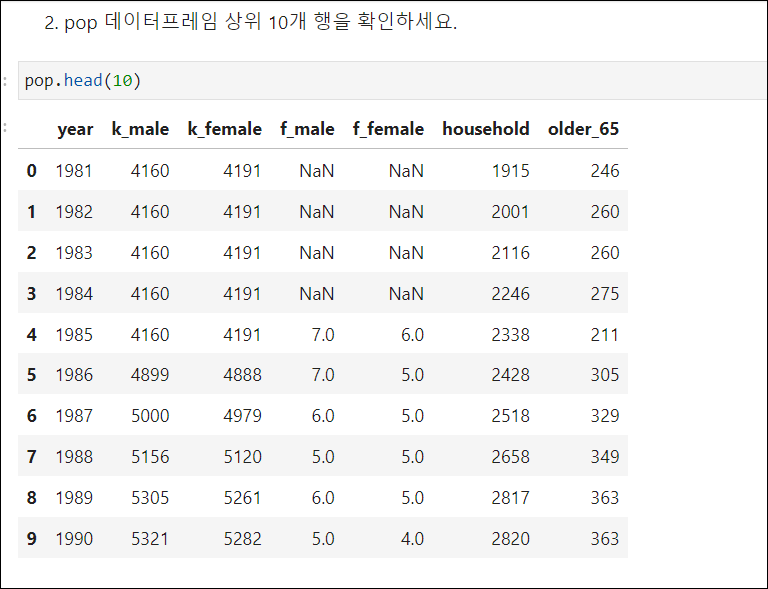 2. pop 데이터프레임 상위 10개 행을 확인하세요.
: pop.head(10)
: year k_male k_female f_male f_female household older_65
0 1981 4160 4191 NaN NaN 1915 246
1 1982 4160 4191 NaN NaN 2001 260
2 1983 4160 4191 NaN NaN 2116 260
3 1984 4160 4191 NaN NaN 2246 275
4 1985 4160 4191 7.0 6.0 2338 211
5 1986 4899 4888 7.0 5.0 2428 305
6 1987 5000 4979 6.0 5.0 2518 329
7 1988 5156 5120 5.0 5.0 2658 349
8 1989 5305 5261 6.0 5.0 2817 363
9 1990 5321 5282 5.0 4.0 2820 363